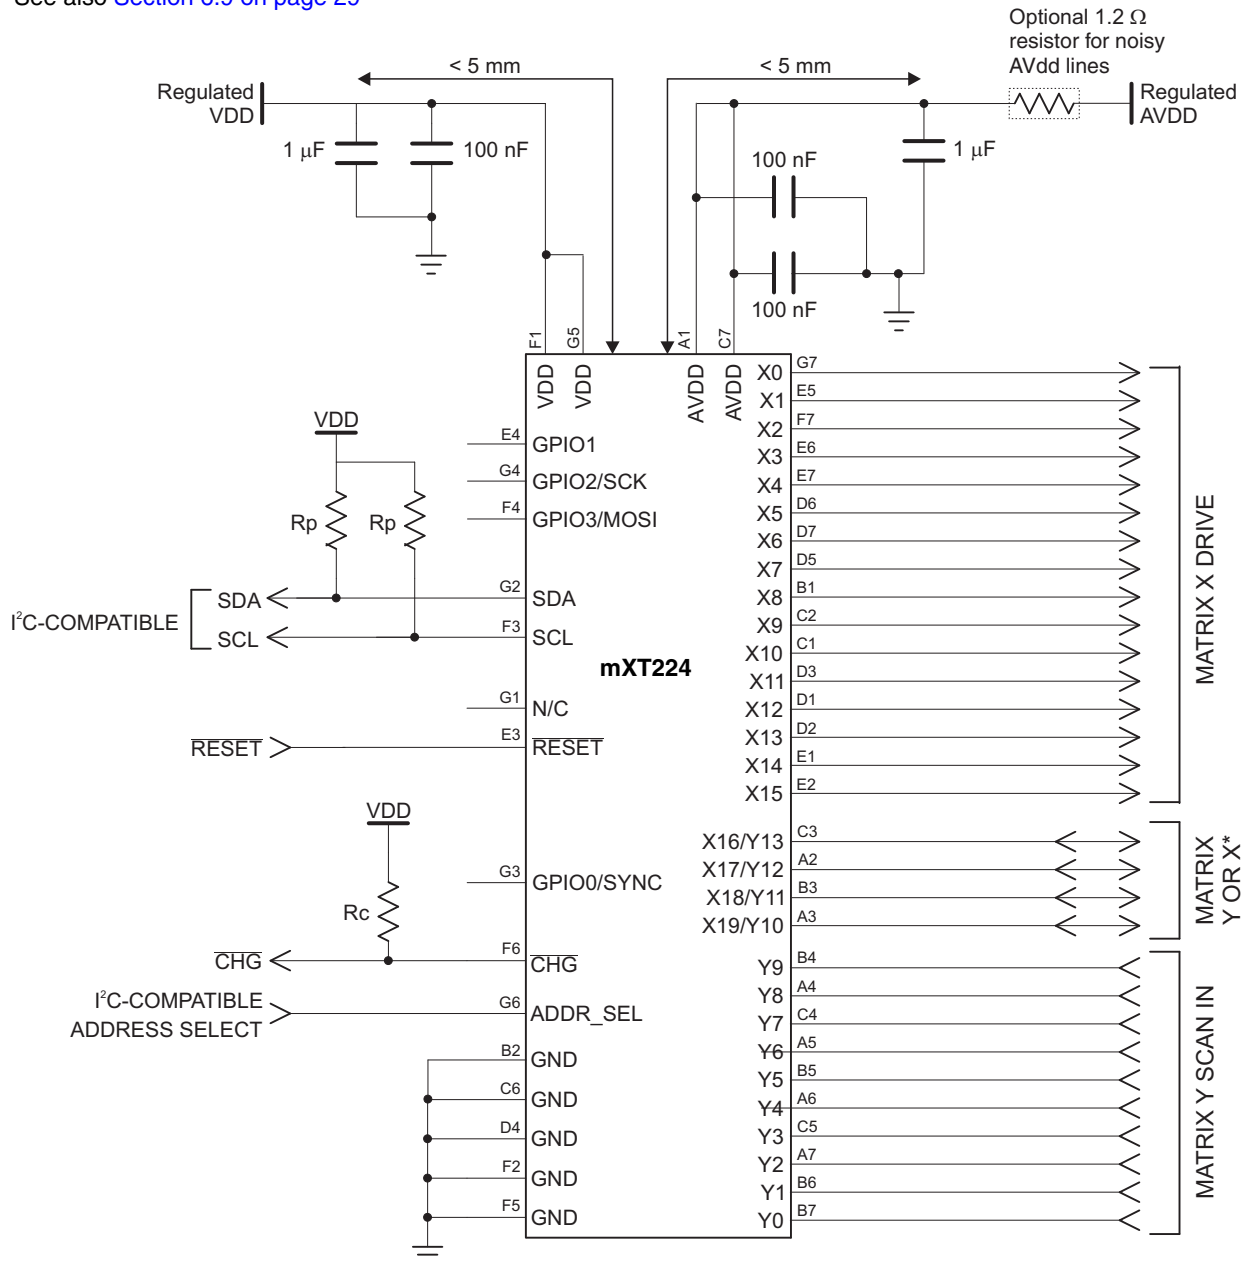 See also Section 6.9 on page 29
Optional 1.2 Ω
resistor for noisy
AVdd lines
< 5 mm
< 5 mm
Regulated
VDD
Regulated
AVDD
1 μF
100 nF
100 nF
1 μF
100 nF
F1
G5
A1
C7
VDD
VDD
AVDD
AVDD
X0 G7
X1 E5
X2 F7
X3 E6
X4 E7
X5 D6
X6 D7
X7 D5
X8 B1
X9 C2
X10 C1
X11 D3
X12 D1
X13 D2
X14 E1
X15 E2
MATRIX X DRIVE
X16/Y13 C3
X17/Y12 A2
X18/Y11 B3
X19/Y10 A3
MATRIX
Y OR X*
Y9 B4
Y8 A4
Y7 C4
Y6 A5
Y5 B5
Y4 A6
Y3 C5
Y2 A7
Y1 B6
Y0 B7
MATRIX Y SCAN IN
mXT224
VDD
Rp
Rp
E4 GPIO1
G4 GPIO2/SCK
F4 GPIO3/MOSI
I²C-COMPATIBLE
SDA G2 SDA
SCL F3 SCL
G1 N/C
RESET E3 RESET
VDD
Rc
G3 GPIO0/SYNC
CHG F6 CHG
I²C-COMPATIBLE
ADDRESS SELECT
G6 ADDR_SEL
B2 GND
C6 GND
D4 GND
F2 GND
F5 GND